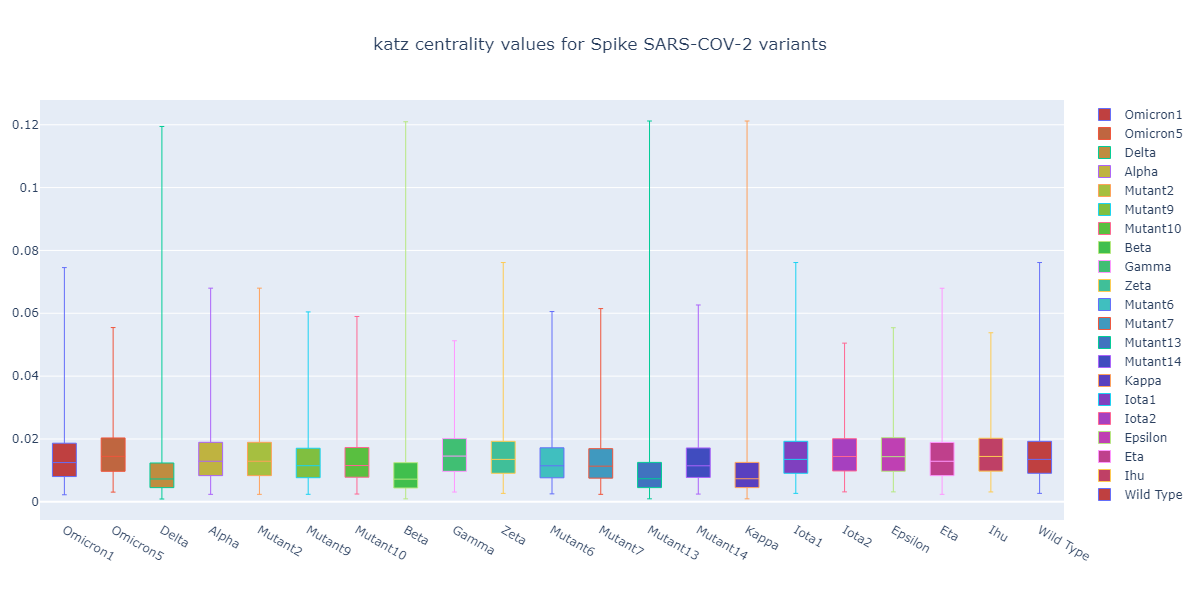 katz centrality values for Spike SARS-COV-2 variants
0.12
0.1
0.08
0.06
0.04
0.02
0
Omicron1
Omicron5
Delta
Alpha
Mutant2
Mutant9
Mutant10
Beta
Gamma
Zeta
Mutant6
Mutant7
Mutant13
Mutant14
Kappa
Iota1
Iota2
Epsilon
Eta
Ihu
Wild Type
Omicron1
Omicron5
Delta
Alpha
Mutant2
Mutant9
Mutant10
Beta
Gamma
Zeta
Mutant6
Mutant7
Mutant13
Mutant14
Kappa
Iota1
Iota2
Epsilon
Eta
Ihu
Wild Type